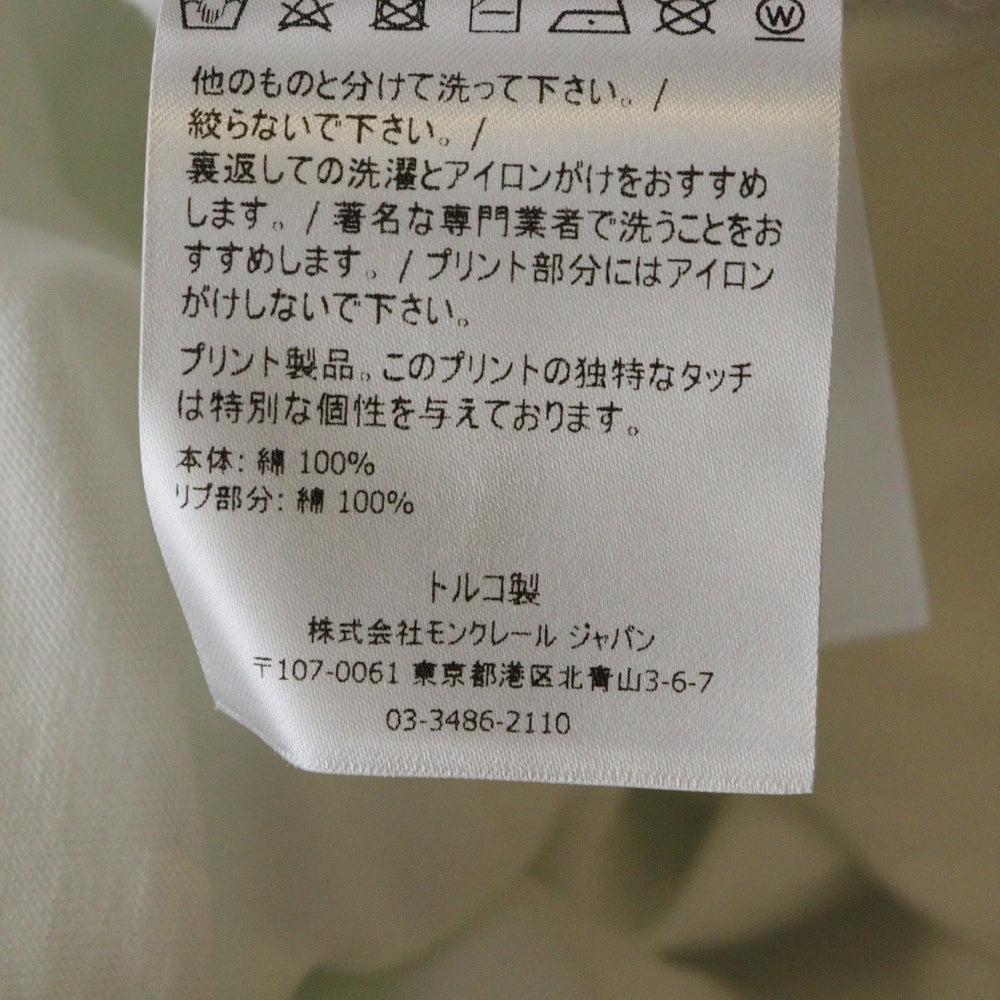 W
他のものと分けて洗って下さい。/
絞らないで下さい。/
裏返しての洗濯とアイロンがけをおすすめ
します。/ 著名な専門業者で洗うことをお
すすめします。/ プリント部分にはアイロン
がけしないで下さい。
プリント製品。このプリントの独特なタッチ
は特別な個性を与えております。
本体: 綿 100%
リブ部分: 綿 100%
トルコ製
株式会社モンクレール ジャパン
〒107-0061 東京都港区北青山3-6-7
03-3486-2110